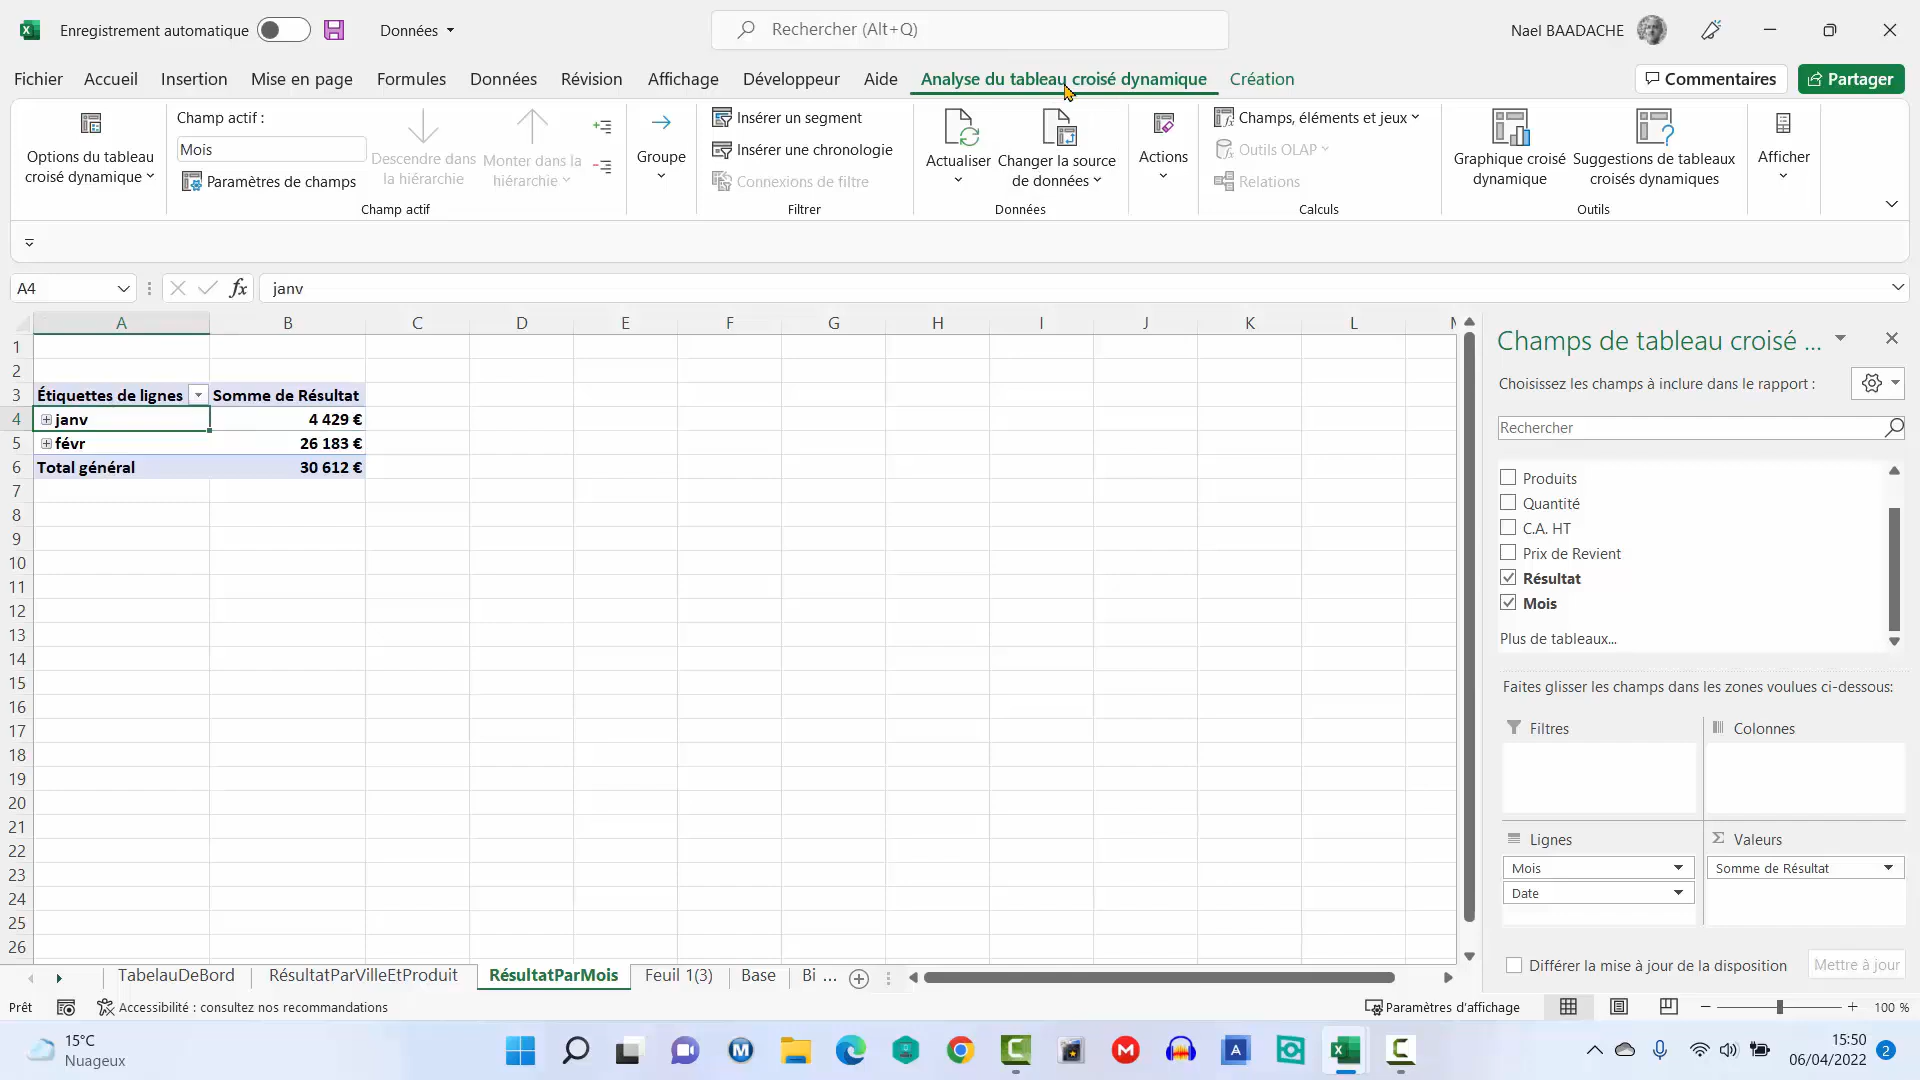 Enregistrement automatique
Données
Rechercher (Alt+Q)
Nael BAADACHE
Fichier Accueil Insertion Mise en page Formules Données Révision Affichage Développeur Aide Analyse du tableau croisé dynamique Création
Commentaires
Partager
Options du tableau
croisé dynamique
Champ actif :
Mois
Paramètres de champs
Descendre dans
la hiérarchie
Monter dans la
hiérarchie
Champ actif
Groupe
Insérer un segment
Insérer une chronologie
Connexions de filtre
Filtrer
Actualiser
Changer la source
de données
Données
Actions
Champs, éléments et jeux
Outils OLAP
Relations
Calculs
Graphique croisé
dynamique
Suggestions de tableaux
croisés dynamiques
Outils
Afficher
A4
fx
janv
A B C D E F G H I J K L M
1
2
3 Étiquettes de lignes Somme de Résultat
4 janv 4 429 €
5 févr 26 183 €
6 Total général 30 612 €
7
8
9
10
11
12
13
14
15
16
17
18
19
20
21
22
23
24
25
26
Champs de tableau croisé ...
Choisissez les champs à inclure dans le rapport :
Rechercher
Produits
Quantité
C.A. HT
Prix de Revient
Résultat
Mois
Plus de tableaux...
Faites glisser les champs dans les zones voulues ci-dessous:
Filtres
Colonnes
Lignes
Σ Valeurs
Mois
Somme de Résultat
Date
Différer la mise à jour de la disposition
Mettre à jour
TabelauDeBord RésultatParVilleEtProduit RésultatParMois Feuil 1(3) Base Bi ...
Prêt
Accessibilité : consultez nos recommandations
Paramètres d'affichage
100 %
15°C
Nuageux
15:50
06/04/2022
2